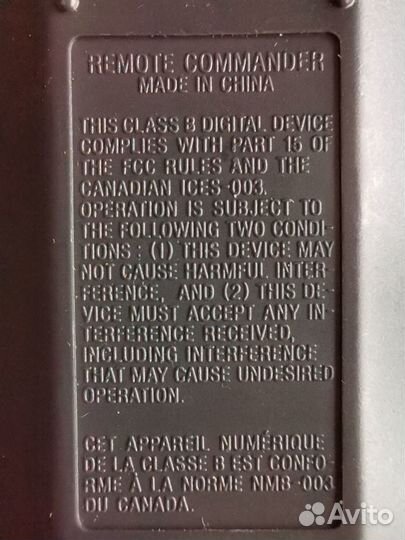 REMOTE COMMANDER
MADE IN CHINA
THIS CLASS B DIGITAL DEVICE
COMPLIES WITH PART 15 OF
THE FCC RULES AND THE
CANADIAN ICES -003.
OPERATION IS SUBJECT TO
THE FOLLOWING TWO CONDI-
TIONS : (1) THIS DEVICE MAY
NOT CAUSE HARMFUL INTER-
FERENCE, AND (2) THIS DE-
VICE MUST ACCEPT ANY IN-
TERFERENCE RECEIVED,
INCLUDING INTERFERENCE
THAT MAY CAUSE UNDESIRED
OPERATION.
CET APPAREIL NUMÉRIQUE
DE LA CLASSE B EST CONFO-
RME À LA NORME NMB -003
DU CANADA.
Avito